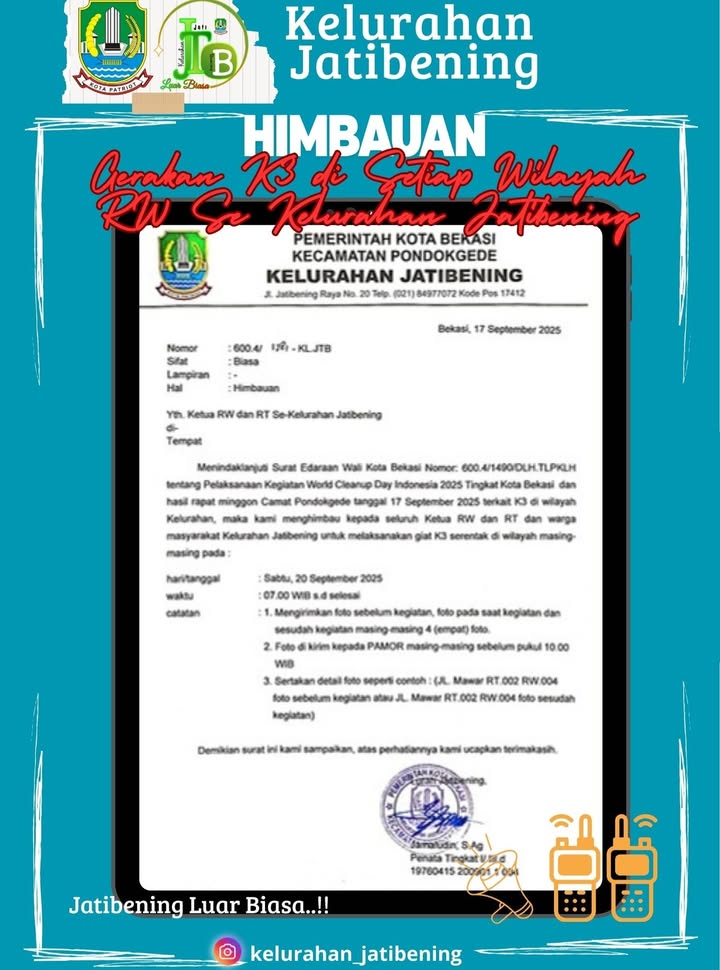 KOTA PATRIOT
Jati
Kelurahan
JTB
Luar Biasa
Kelurahan
Jatibening
HIMBAUAN
Gerakan K3 di Setiap Wilayah
RW Se Kelurahan Jatibening
PEMERINTAH KOTA BEKASI
KECAMATAN PONDOKGEDE
KELURAHAN JATIBENING
Jl. Jatibening Raya No. 20 Telp. (021) 84977072 Kode Pos 17412
Bekasi, 17 September 2025
Nomor : 600.4/ - KL.JTB
Sifat : Biasa
Lampiran : -
Hal : Himbauan
Yth. Ketua RW dan RT Se-Kelurahan Jatibening
di-
Tempat
Menindaklanjuti Surat Edaraan Wali Kota Bekasi Nomor: 600.4/1490/DLH.TLPKLH
tentang Pelaksanaan Kegiatan World Cleanup Day Indonesia 2025 Tingkat Kota Bekasi dan
hasil rapat minggon Camat Pondokgede tanggal 17 September 2025 terkait K3 di wilayah
Kelurahan, maka kami menghimbau kepada seluruh Ketua RW dan RT dan warga
masyarakat Kelurahan Jatibening untuk melaksanakan giat K3 serentak di wilayah masing-
masing pada :
hari/tanggal : Sabtu, 20 September 2025
waktu : 07.00 WIB s.d selesai
catatan : 1. Mengirimkan foto sebelum kegiatan, foto pada saat kegiatan dan
sesudah kegiatan masing-masing 4 (empat) foto.
2. Foto di kirim kepada PAMOR masing-masing sebelum pukul 10.00
WIB
3. Sertakan detail foto seperti contoh : (JL. Mawar RT.002 RW.004
foto sebelum kegiatan atau JL. Mawar RT.002 RW.004 foto sesudah
kegiatan)
Demikian surat ini kami sampaikan, atas perhatiannya kami ucapkan terimakasih.
Lurah Jatibening,
PEMERINTAH KOTA BEKASI
Jamaludin, S.Ag
Penata Tingkat I/ III.d
19760415 200901 1 004
Jatibening Luar Biasa..!!
kelurahan_jatibening